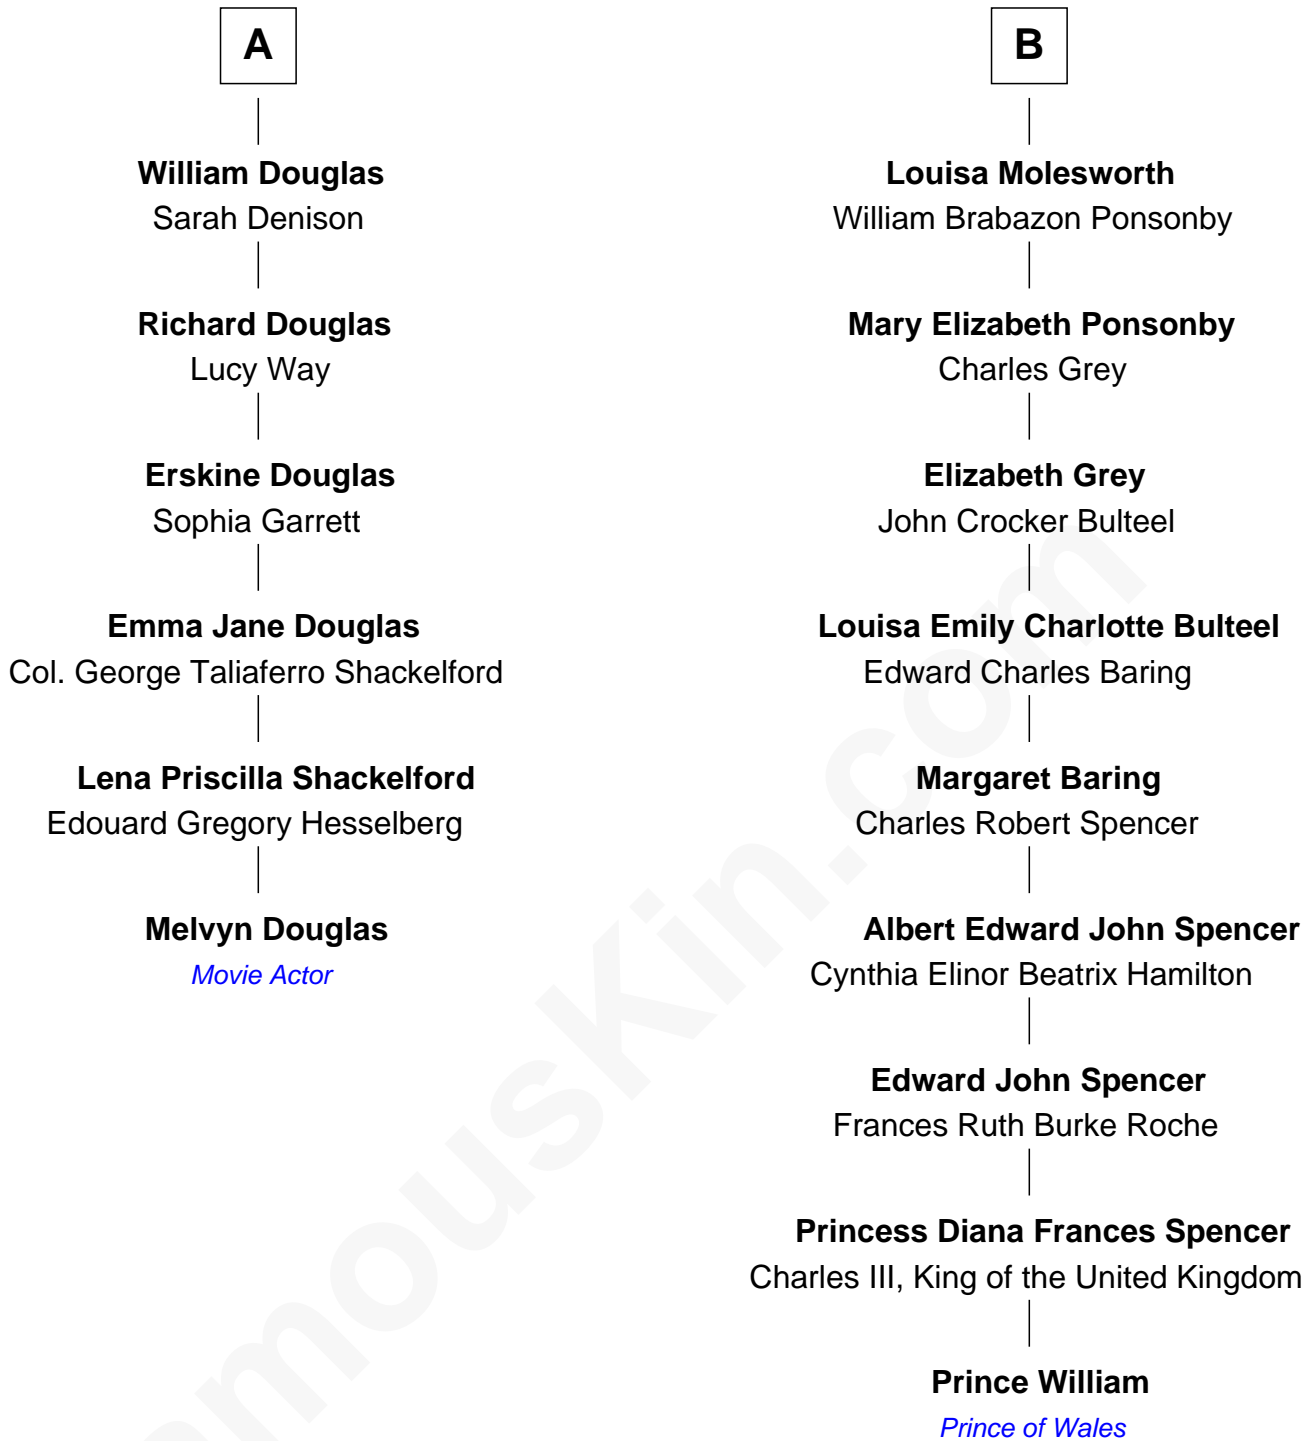 A
William Douglas
Sarah Denison
Richard Douglas
Lucy Way
Erskine Douglas
Sophia Garrett
Emma Jane Douglas
Col. George Taliaferro Shackelford
Lena Priscilla Shackelford
Edouard Gregory Hesselberg
Melvyn Douglas
Movie Actor
B
Louisa Molesworth
William Brabazon Ponsonby
Mary Elizabeth Ponsonby
Charles Grey
Elizabeth Grey
John Crocker Bulteel
Louisa Emily Charlotte Bulteel
Edward Charles Baring
Margaret Baring
Charles Robert Spencer
Albert Edward John Spencer
Cynthia Elinor Beatrix Hamilton
Edward John Spencer
Frances Ruth Burke Roche
Princess Diana Frances Spencer
Charles III, King of the United Kingdom
Prince William
Prince of Wales
amouskin.com